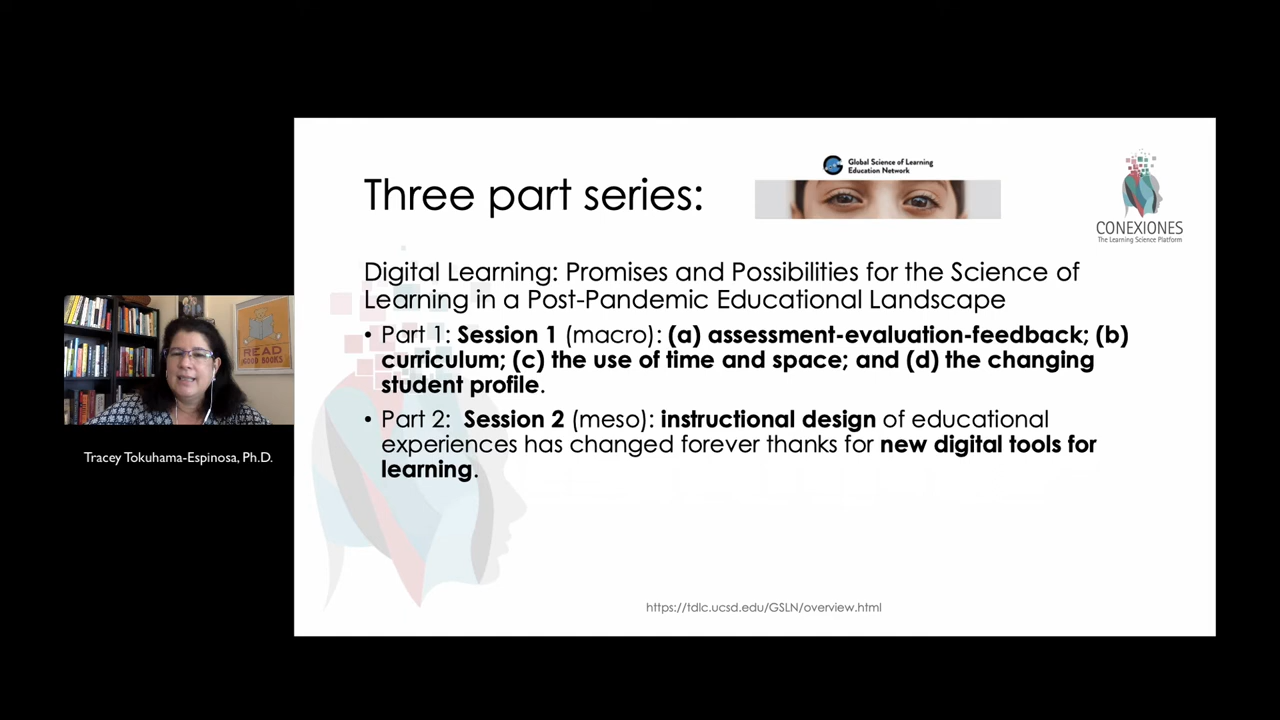 Three part series:
Global Science of Learning
Education Network
CONEXIONES
The Learning Science Platform
Digital Learning: Promises and Possibilities for the Science of
Learning in a Post-Pandemic Educational Landscape
• Part 1: Session 1 (macro): (a) assessment-evaluation-feedback; (b)
curriculum; (c) the use of time and space; and (d) the changing
student profile.
• Part 2: Session 2 (meso): instructional design of educational
experiences has changed forever thanks for new digital tools for
learning.
https://tdlc.ucsd.edu/GSLN/overview.html
READ
GOOD BOOKS
Tracey Tokuhama-Espinosa, Ph.D.